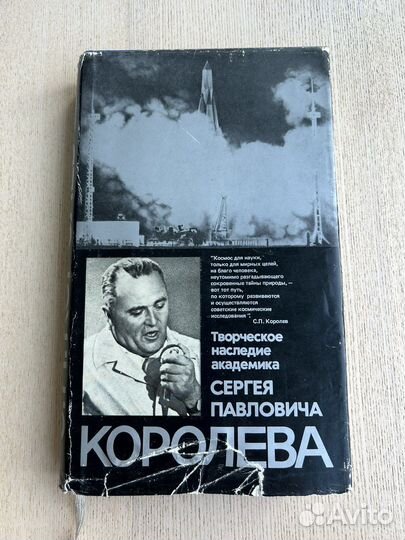 "Космос для науки,
только для мирных целей,
на благо человека,
неутомимо разгадывающего
сокровенные тайны природы, —
вот тот путь,
по которому развиваются
и осуществляются
советские космические
исследования".
С.П. Королев
Творческое
наследие
академика
СЕРГЕЯ
ПАВЛОВИЧА
КОРОЛЕВА
Avito